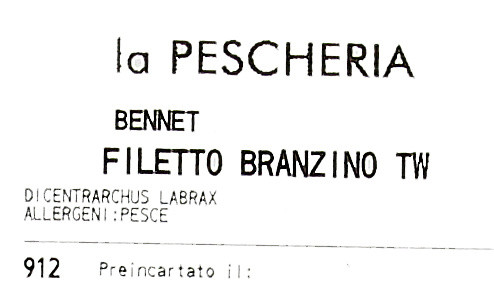 la PESCHERIA
BENNET
FILETTO BRANZINO TW
DICENTRARCHUS LABRAX
ALLERGENI:PESCE
912 Preincartato il: